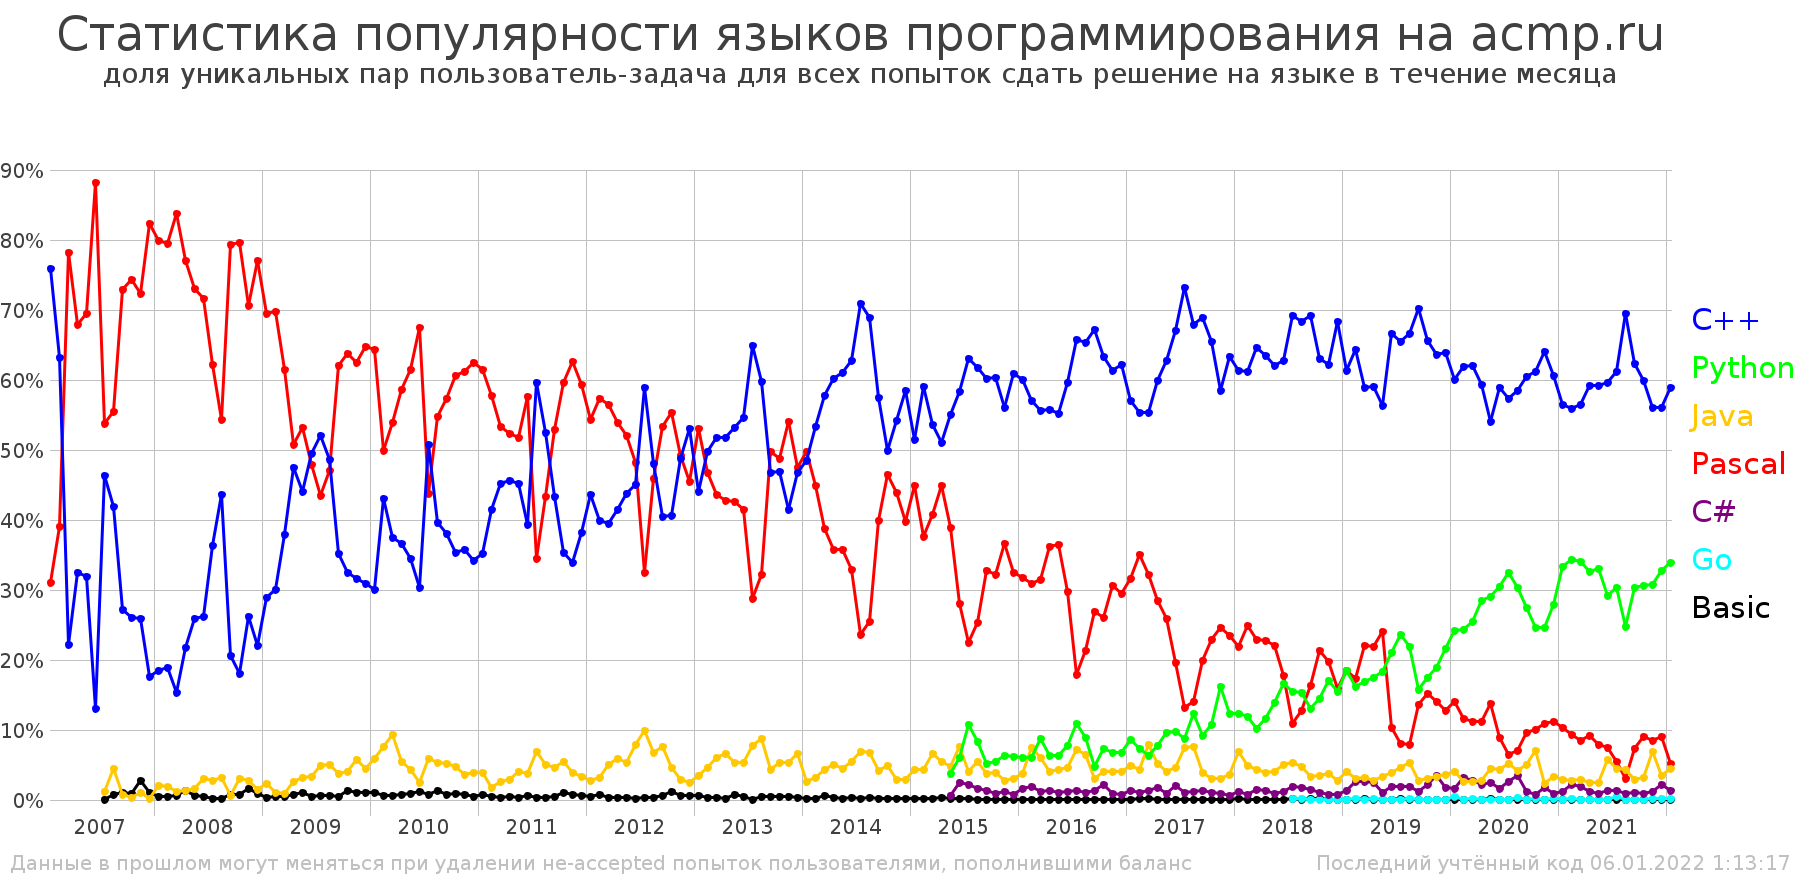 Статистика популярности языков программирования на acmp.ru
доля уникальных пар пользователь-задача для всех попыток сдать решение на языке в течение месяца
90%
80%
70%
60%
50%
40%
30%
20%
10%
0%
C++
Python
Java
Pascal
C#
Go
Basic
2007 2008 2009 2010 2011 2012 2013 2014 2015 2016 2017 2018 2019 2020 2021
Данные в прошлом могут меняться при удалении не-accepted попыток пользователями, пополнившими баланс
Последний учтённый код 06.01.2022 1:13:17